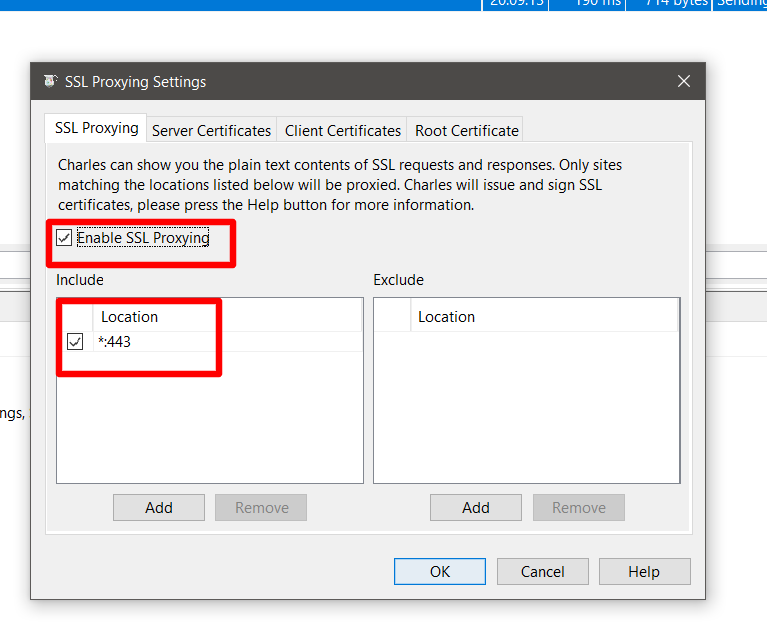 20:09:13 190 ms 714 bytes Sending
SSL Proxying Settings
SSL Proxying Server Certificates Client Certificates Root Certificate
Charles can show you the plain text contents of SSL requests and responses. Only sites
matching the locations listed below will be proxied. Charles will issue and sign SSL
certificates, please press the Help button for more information.
Enable SSL Proxying
Include Exclude
Location Location
*:443
ngs,
Add Remove Add Remove
OK Cancel Help